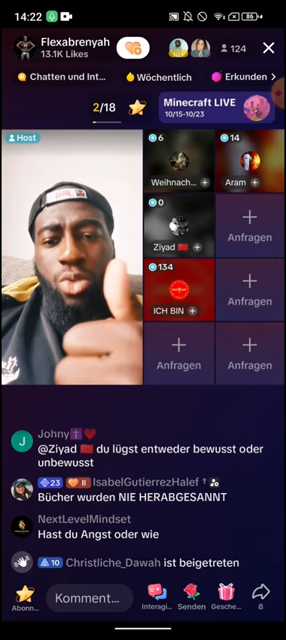 14:22
86
Flexabrenyah
13.1K Likes
124
Chatten und Int...
Wöchentlich
Erkunden
2/18
Minecraft LIVE
10/15-10/23
Host
6
Weihnach...
14
Aram
0
Ziyad
Anfragen
134
ICH BIN
Anfragen
Anfragen
Anfragen
J
Johny
@Ziyad 🇲🇦 du lügst entweder bewusst oder
unbewusst
23
II
IsabelGutierrezHalef
Bücher wurden NIE HERABGESANNT
NextLevelMindset
Hast du Angst oder wie
10
Christliche_Dawah ist beigetreten
Abonn...
Komment...
Interagi...
Senden
Gesche...
8